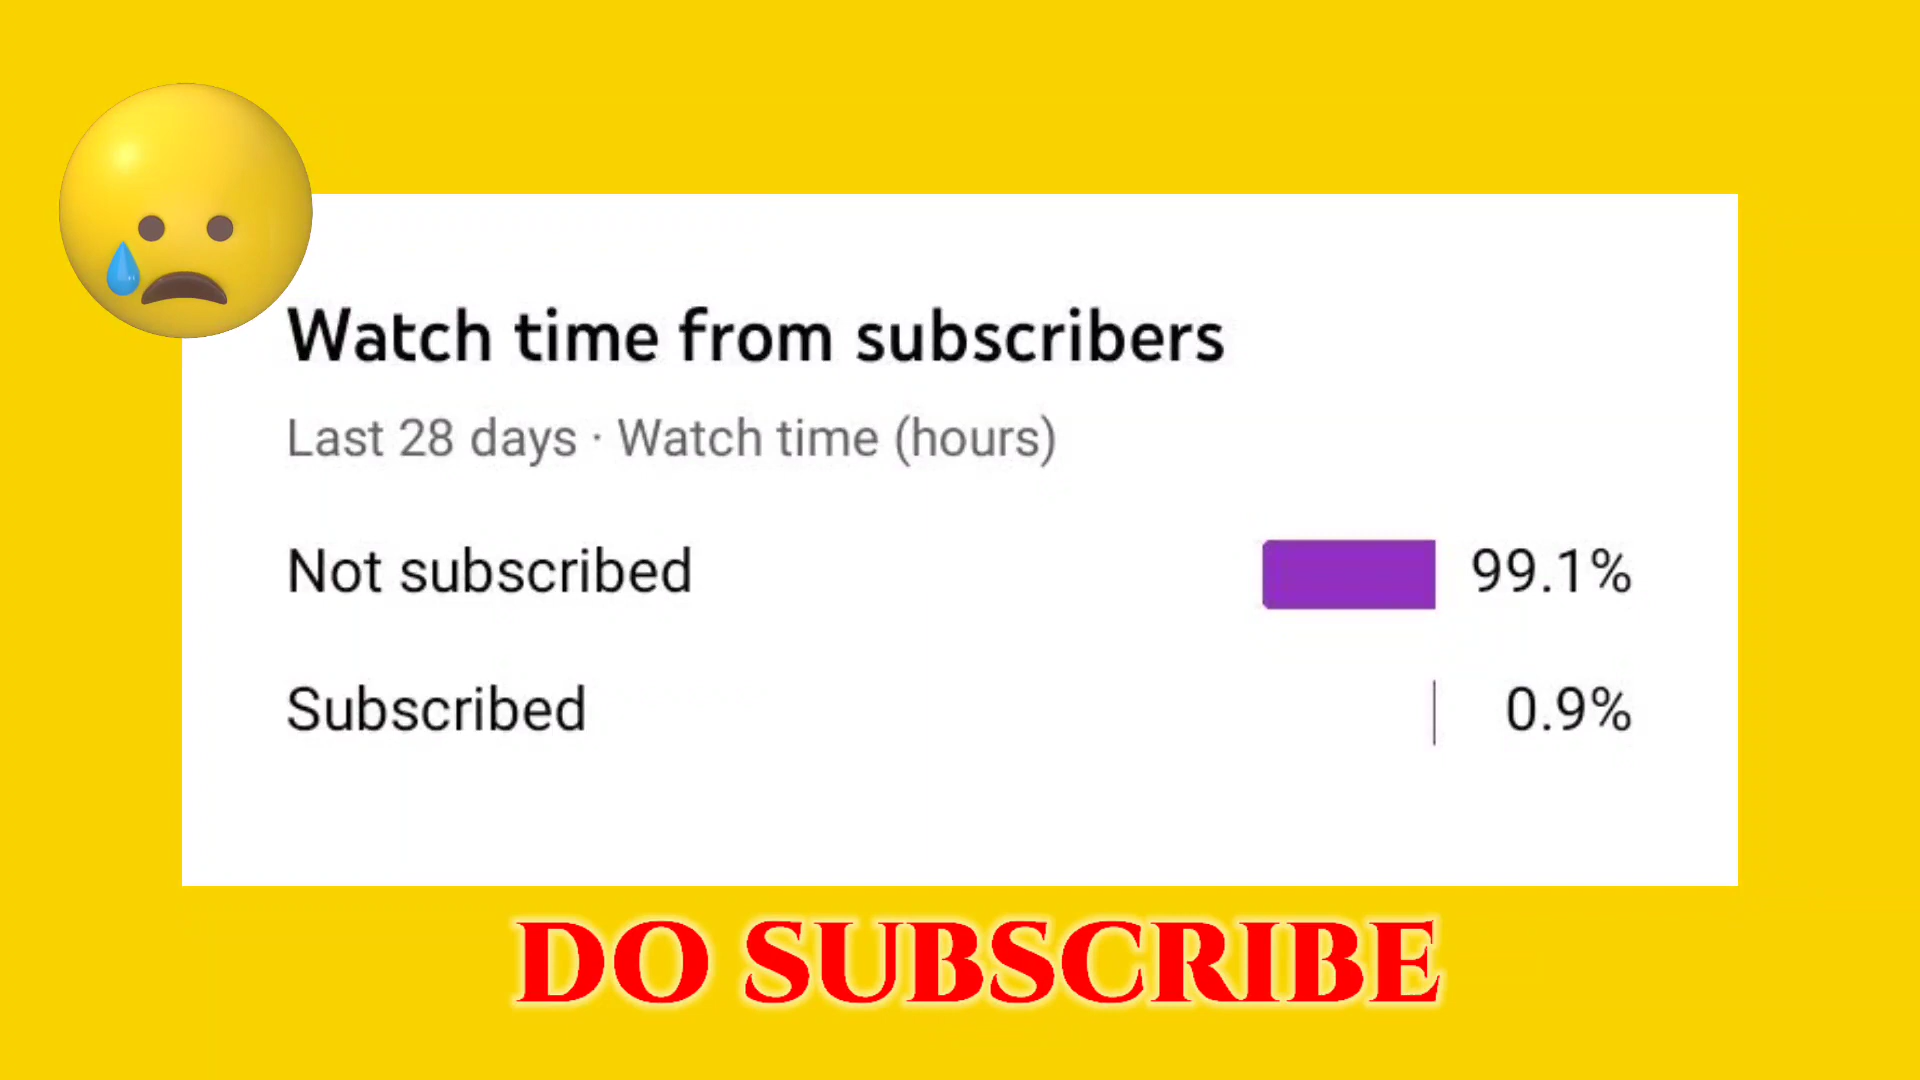 Watch time from subscribers
Last 28 days · Watch time (hours)
Not subscribed 99.1%
Subscribed 0.9%
DO SUBSCRIBE